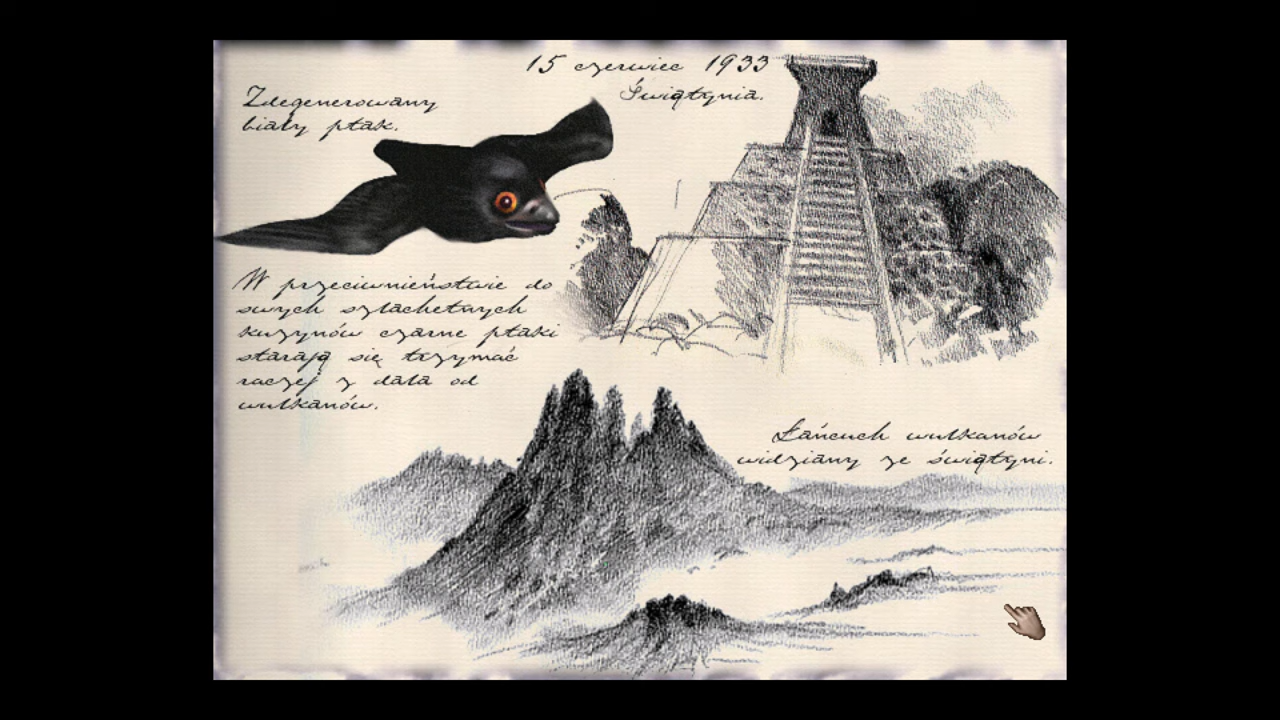 15 czerwiec 1933
Świątynia.
Zdegenerowany
biały ptak.
W przeciwnieństwie do
swych szlachetnych
kuzynów czarne ptaki
starają się trzymać
raczej z dala od
wulkanów.
Łańcuch wulkanów
widziany ze świątyni.